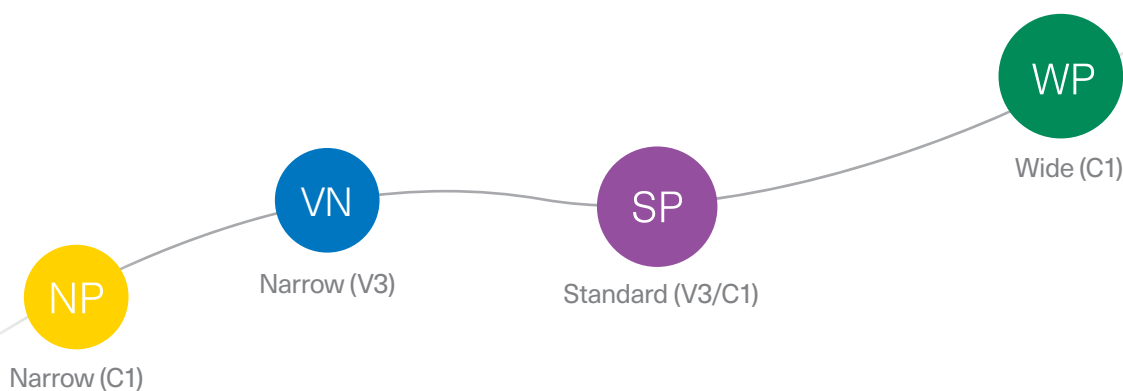 NP
Narrow (C1)
VN
Narrow (V3)
SP
Standard (V3/C1)
WP
Wide (C1)